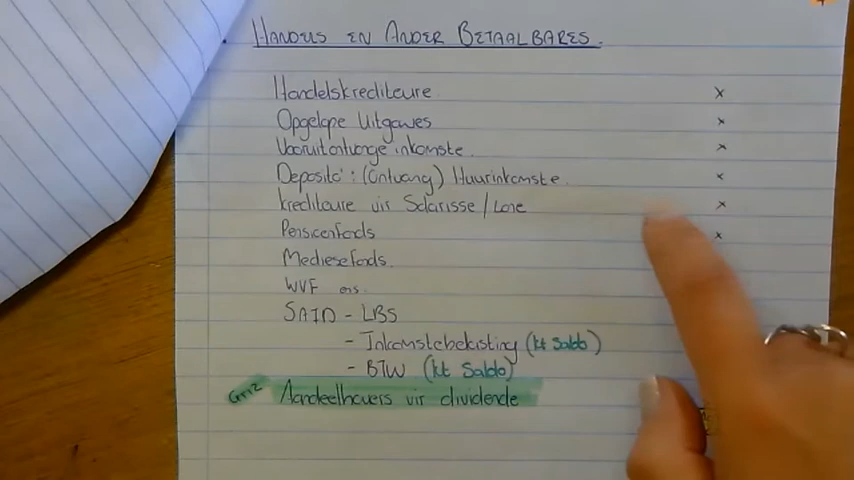 HANDELS EN ANDER BETAALBARES.
Handelskrediteure x
Opgelope Uitgawes x
Vooruitontvange inkomste. x
Deposito: (Ontvang) Huurinkomste. x
krediteure vir Salarisse/Lone x
Pensioenfonds x
Mediesefonds.
WVF ens.
SAID - LBS
- Inkomstebelasting (kt Saldo)
- BTW (kt Saldo)
Gr12 Aandeelhouers vir dividende